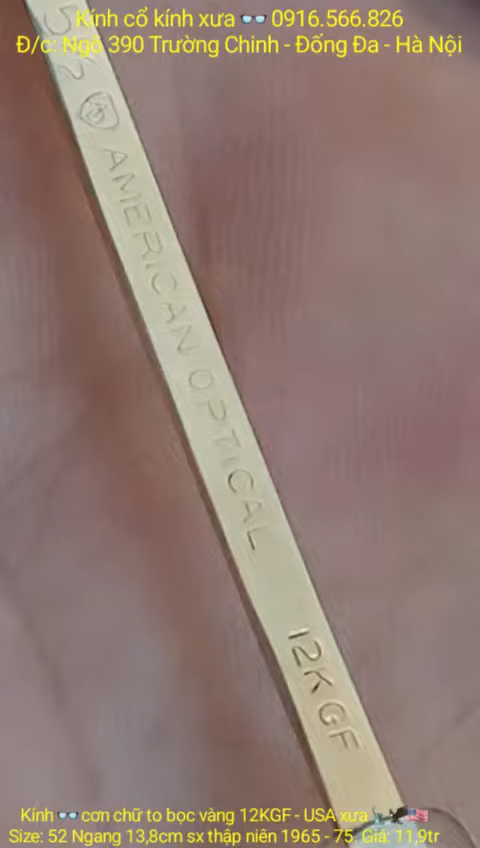 Kính cổ kính xưa 👓 0916.566.826
Đ/c: Ngõ 390 Trường Chinh - Đống Đa - Hà Nội
AMERICAN OPTICAL
12KGF
Kính 👓 cơn chữ to bọc vàng 12KGF - USA xưa 🇺🇸
Size: 52 Ngang 13,8cm sx thập niên 1965 - 75. Giá: 11,9tr